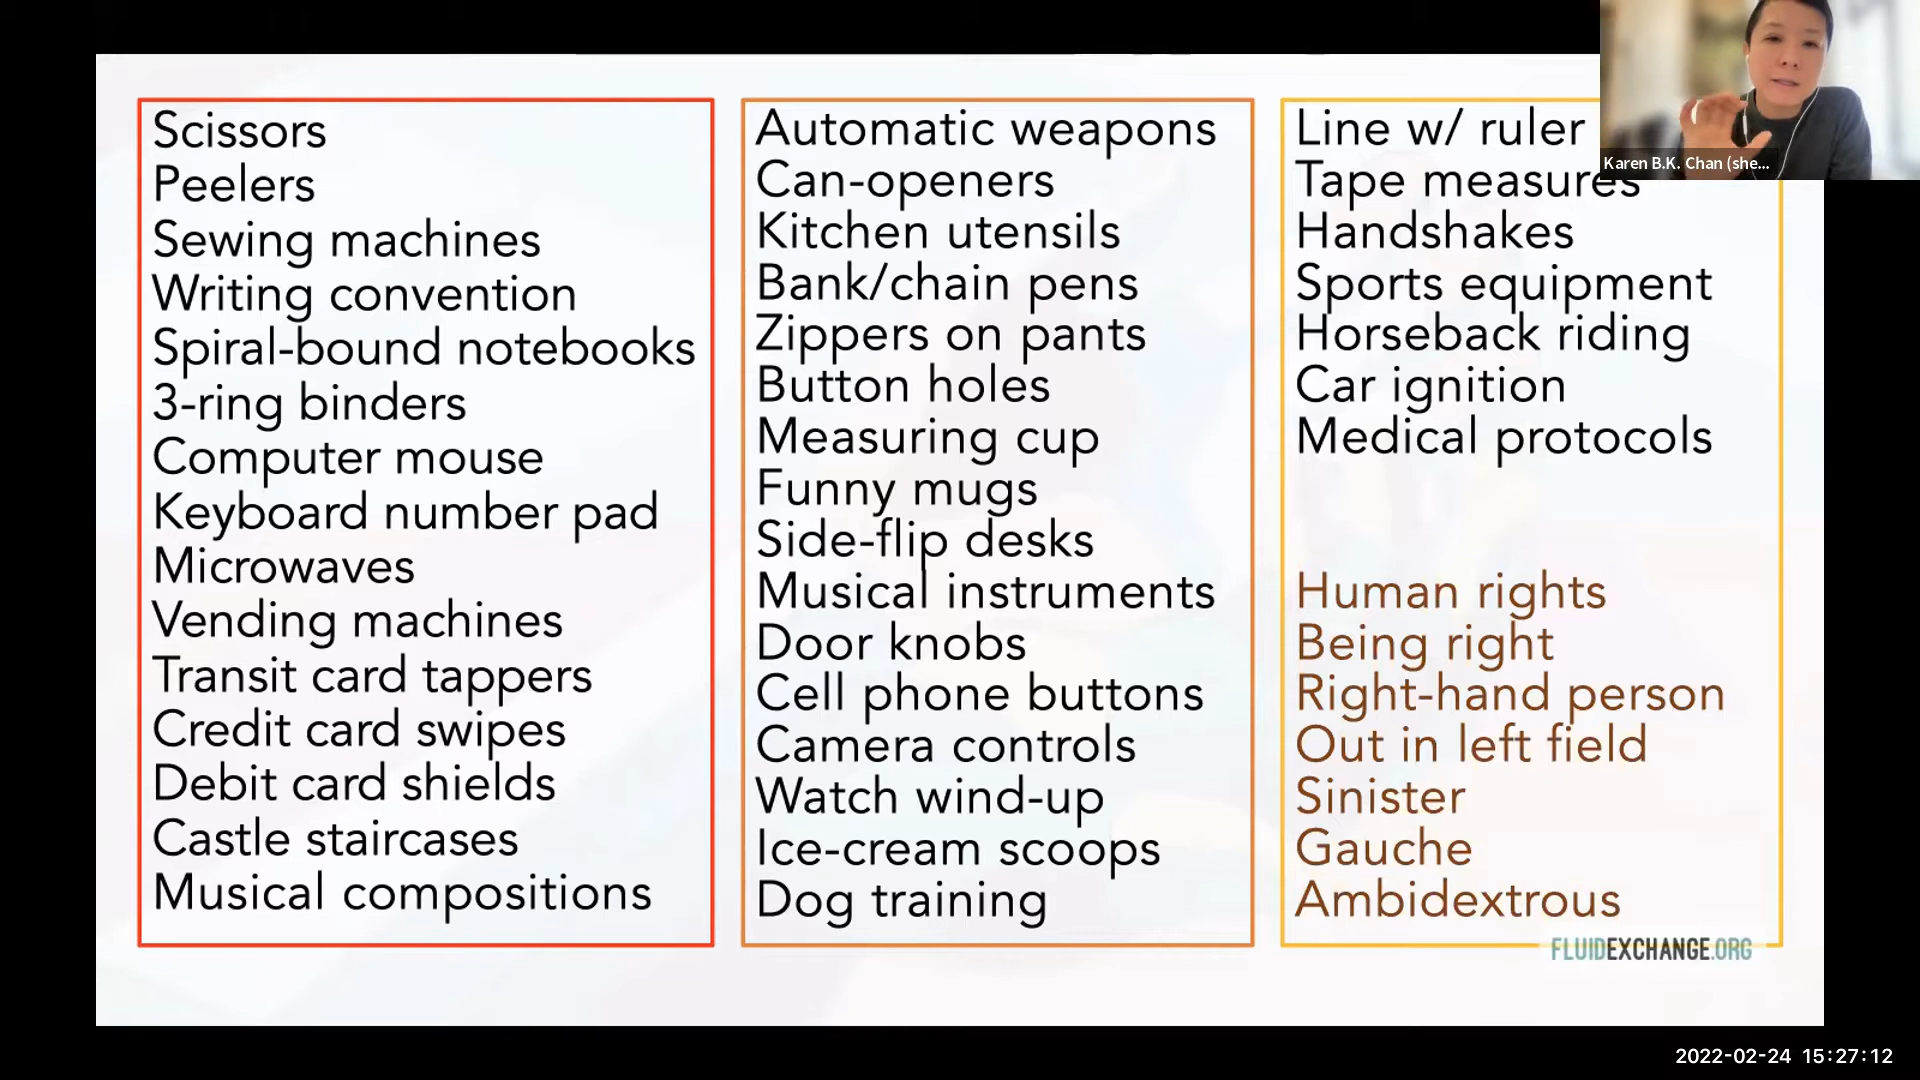 Scissors
Peelers
Sewing machines
Writing convention
Spiral-bound notebooks
3-ring binders
Computer mouse
Keyboard number pad
Microwaves
Vending machines
Transit card tappers
Credit card swipes
Debit card shields
Castle staircases
Musical compositions
Automatic weapons
Can-openers
Kitchen utensils
Bank/chain pens
Zippers on pants
Button holes
Measuring cup
Funny mugs
Side-flip desks
Musical instruments
Door knobs
Cell phone buttons
Camera controls
Watch wind-up
Ice-cream scoops
Dog training
Line w/ ruler
Tape measures
Handshakes
Sports equipment
Horseback riding
Car ignition
Medical protocols
Human rights
Being right
Right-hand person
Out in left field
Sinister
Gauche
Ambidextrous
FLUIDEXCHANGE.ORG
Karen B.K. Chan (she...
2022-02-24 15:27:12